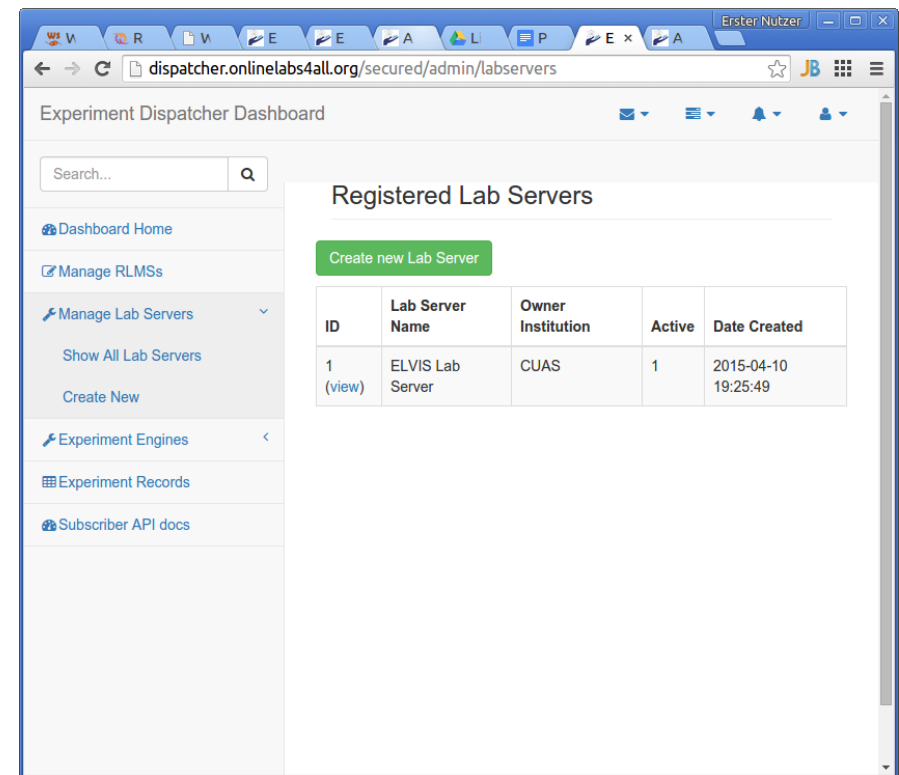 Erster Nutzer
W R W E E A Li P E × A
dispatcher.onlinelabs4all.org/secured/admin/labservers
JB
Experiment Dispatcher Dashboard
Search...
Dashboard Home
Manage RLMSs
Manage Lab Servers
Show All Lab Servers
Create New
Experiment Engines
Experiment Records
Subscriber API docs
Registered Lab Servers
Create new Lab Server
ID Lab Server Name Owner Institution Active Date Created
1 (view) ELVIS Lab Server CUAS 1 2015-04-10 19:25:49